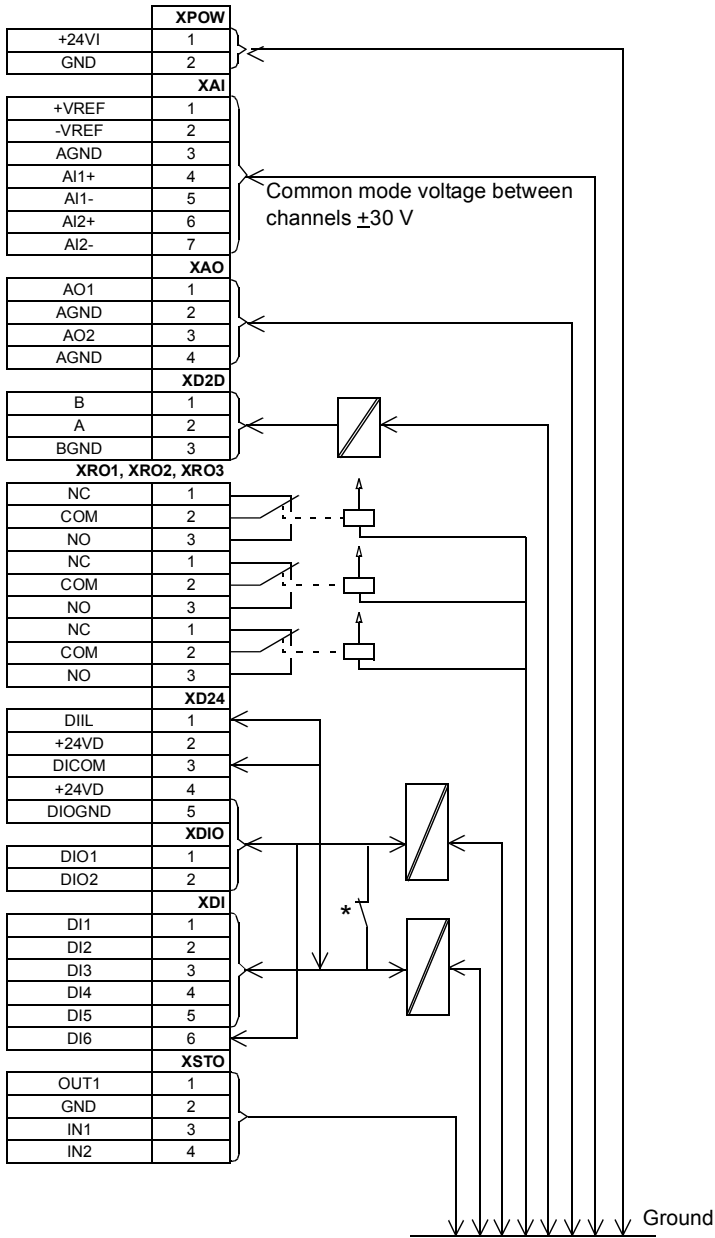 XPOW
+24VI 1
GND 2
XAI
+VREF 1
-VREF 2
AGND 3
AI1+ 4
AI1- 5
AI2+ 6
AI2- 7
Common mode voltage between
channels ±30 V
XAO
AO1 1
AGND 2
AO2 3
AGND 4
XD2D
B 1
A 2
BGND 3
XRO1, XRO2, XRO3
NC 1
COM 2
NO 3
NC 1
COM 2
NO 3
NC 1
COM 2
NO 3
XD24
DIIL 1
+24VD 2
DICOM 3
+24VD 4
DIOGND 5
XDIO
DIO1 1
DIO2 2
XDI
*
DI1 1
DI2 2
DI3 3
DI4 4
DI5 5
DI6 6
XSTO
OUT1 1
GND 2
IN1 3
IN2 4
Ground